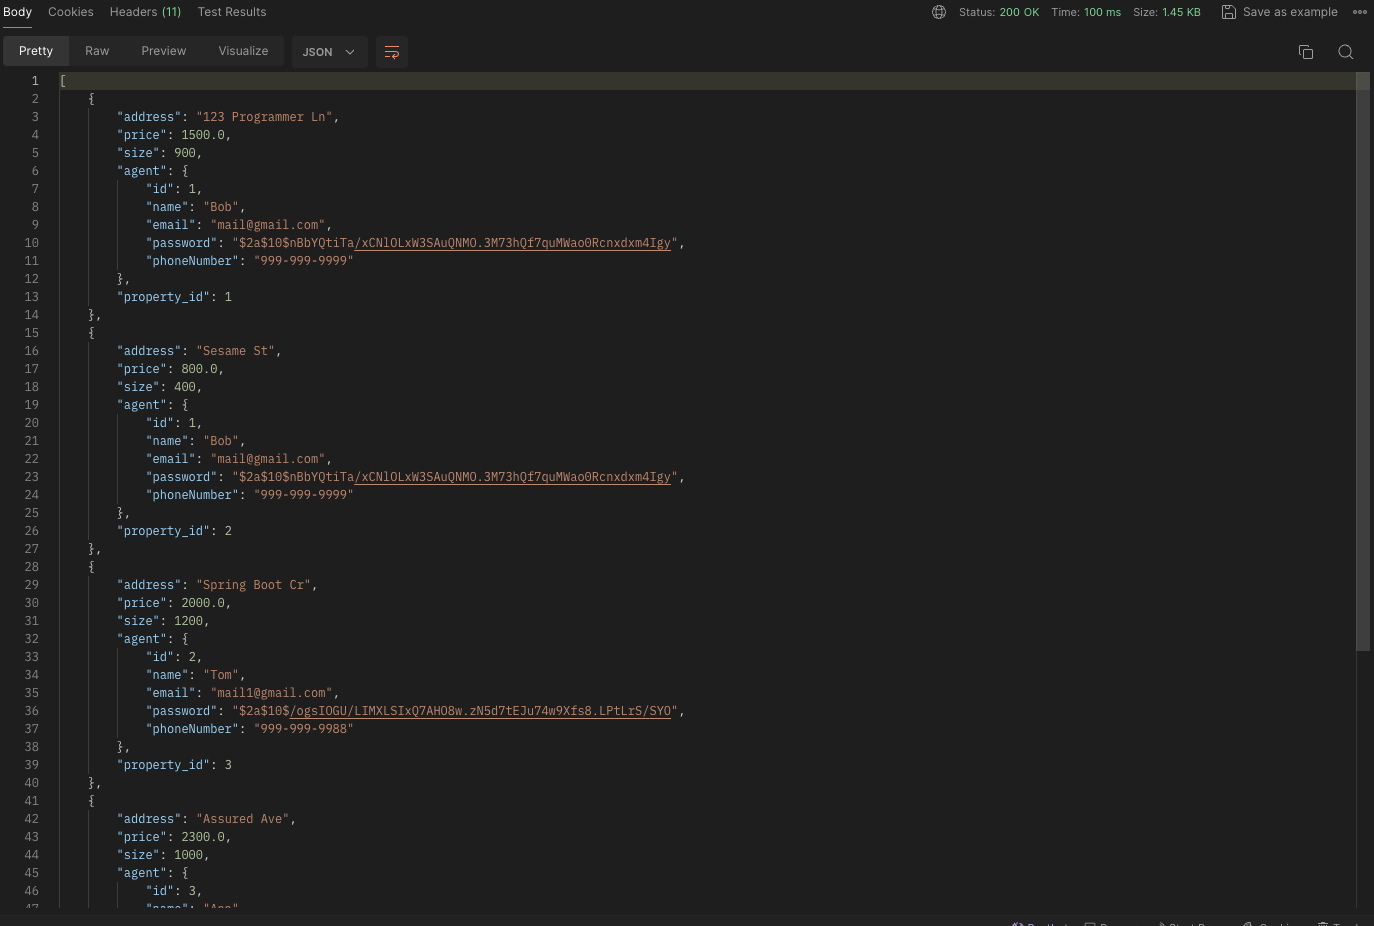 Body Cookies Headers (11) Test Results Status: 200 OK Time: 100 ms Size: 1.45 KB Save as example
Pretty Raw Preview Visualize JSON
1 [
2 {
3 "address": "123 Programmer Ln",
4 "price": 1500.0,
5 "size": 900,
6 "agent": {
7 "id": 1,
8 "name": "Bob",
9 "email": "mail@gmail.com",
10 "password": "$2a$10$nBbYQtiTa/xCNlOLxW3SAuQNMO.3M73hQf7quMWao0Rcnxdxm4Igy",
11 "phoneNumber": "999-999-9999"
12 },
13 "property_id": 1
14 },
15 {
16 "address": "Sesame St",
17 "price": 800.0,
18 "size": 400,
19 "agent": {
20 "id": 1,
21 "name": "Bob",
22 "email": "mail@gmail.com",
23 "password": "$2a$10$nBbYQtiTa/xCNlOLxW3SAuQNMO.3M73hQf7quMWao0Rcnxdxm4Igy",
24 "phoneNumber": "999-999-9999"
25 },
26 "property_id": 2
27 },
28 {
29 "address": "Spring Boot Cr",
30 "price": 2000.0,
31 "size": 1200,
32 "agent": {
33 "id": 2,
34 "name": "Tom",
35 "email": "mail1@gmail.com",
36 "password": "$2a$10$/ogsIOGU/LIMXLSIxQ7AHO8w.zN5d7tEJu74w9Xfs8.LPtLrS/SYO",
37 "phoneNumber": "999-999-9988"
38 },
39 "property_id": 3
40 },
41 {
42 "address": "Assured Ave",
43 "price": 2300.0,
44 "size": 1000,
45 "agent": {
46 "id": 3,
47 "name":